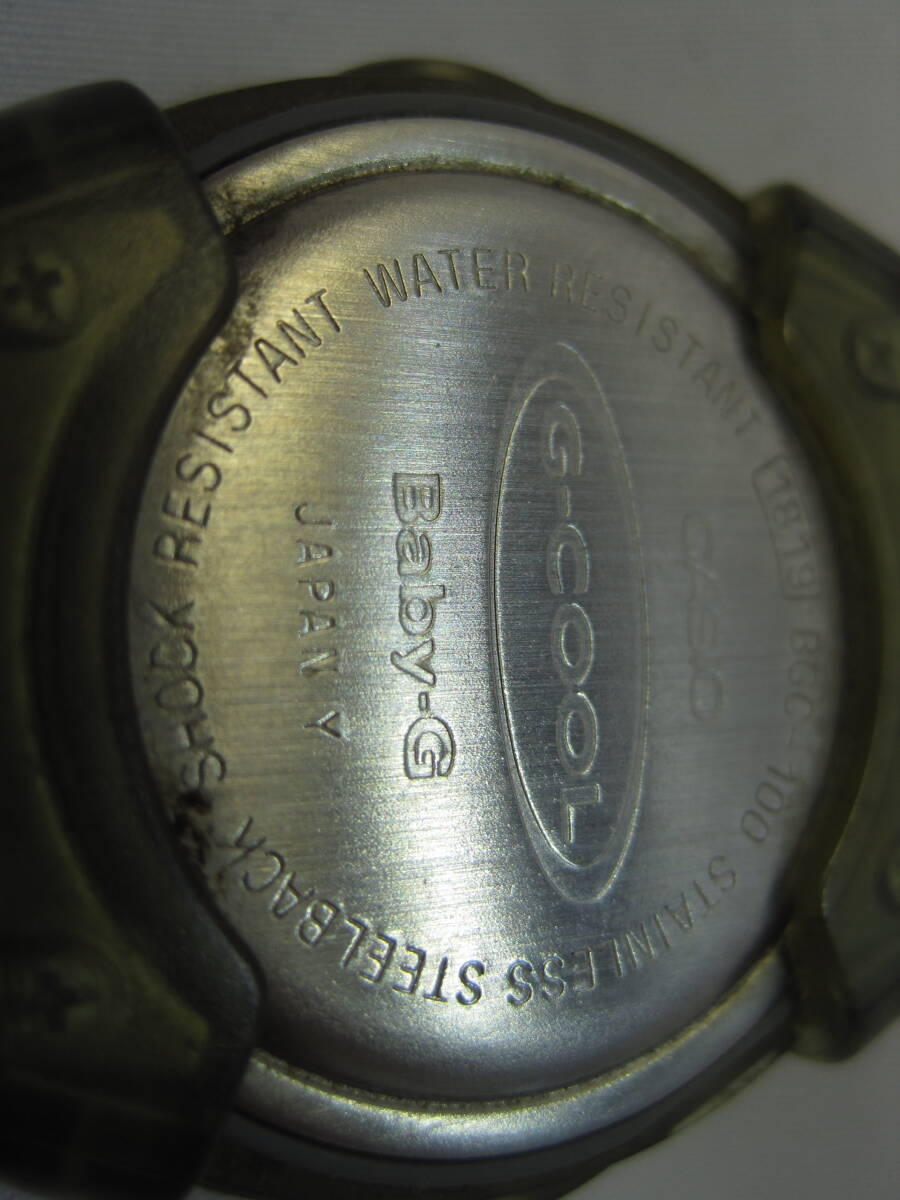 CASIO
G-COOL
Baby-G
JAPAN Y
1819 BGC-100 STAINLESS STEELBACK SHOCK RESISTANT WATER RESISTANT